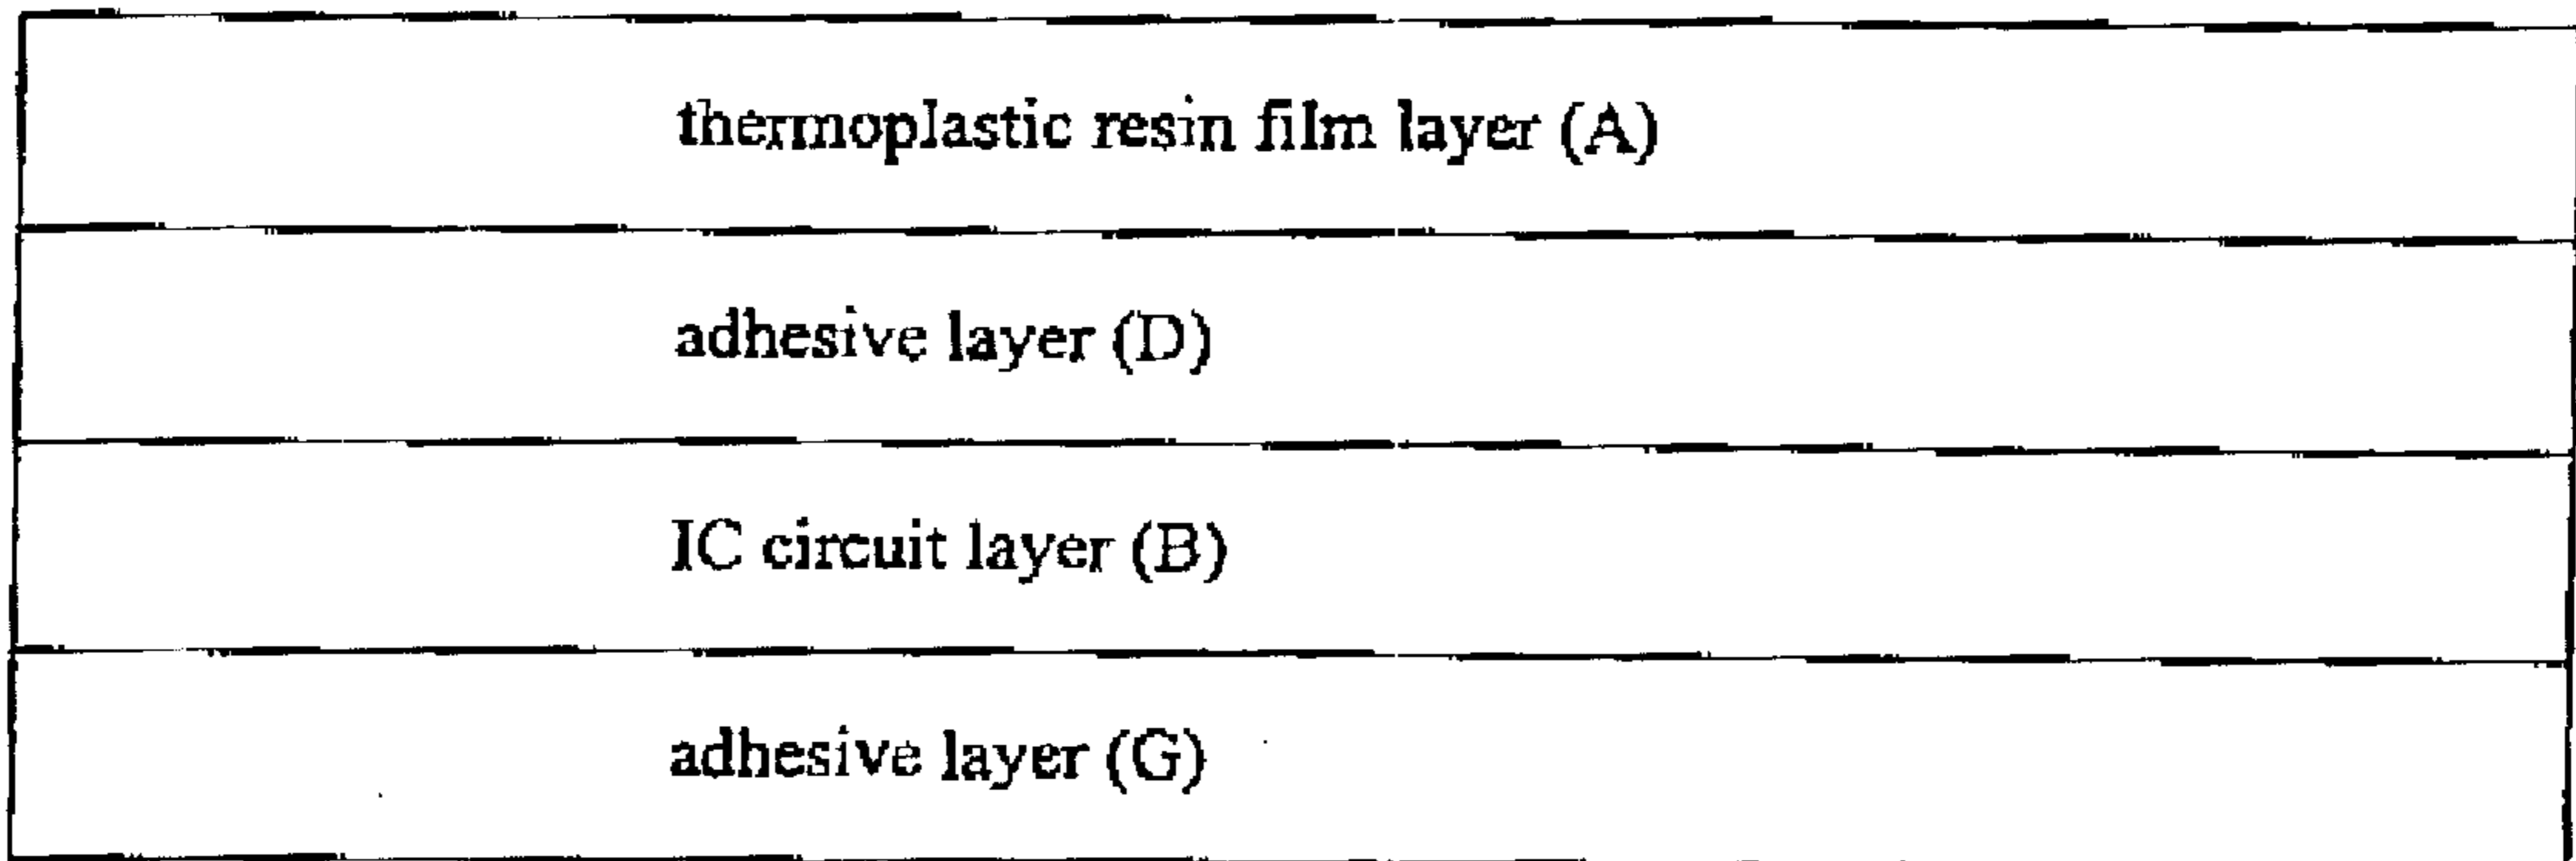 thermoplastic resin film layer (A)
adhesive layer (D)
IC circuit layer (B)
adhesive layer (G)